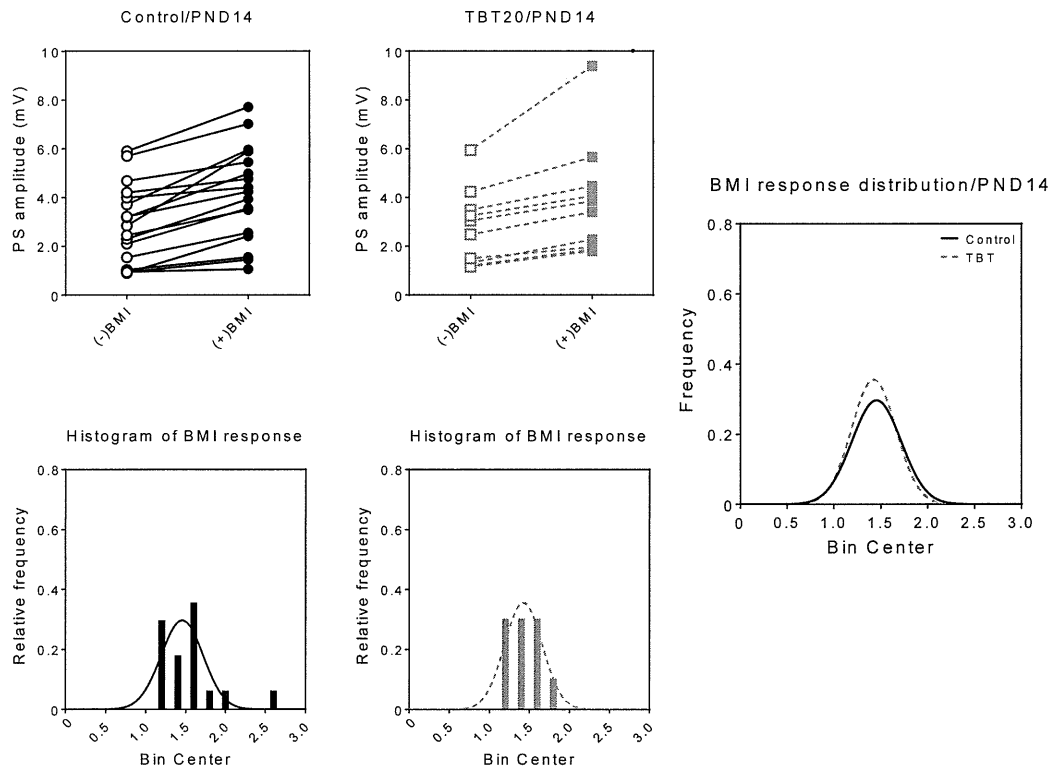 Control/PND14
PS amplitude (mV)
10
8.0
6.0
4.0
2.0
0
(-)BMI
(+)BMI
TBT20/PND14
PS amplitude (mV)
10
8.0
6.0
4.0
2.0
0
(-)BMI
(+)BMI
BMI response distribution/PND14
Frequency
0.8
0.6
0.4
0.2
0
Control
TBT
0 0.5 1.0 1.5 2.0 2.5 3.0
Bin Center
Histogram of BMI response
Relative frequency
0.8
0.6
0.4
0.2
0
0 0.5 1.0 1.5 2.0 2.5 3.0
Bin Center
Histogram of BMI response
Relative frequency
0.8
0.6
0.4
0.2
0
0 0.5 1.0 1.5 2.0 2.5 3.0
Bin Center